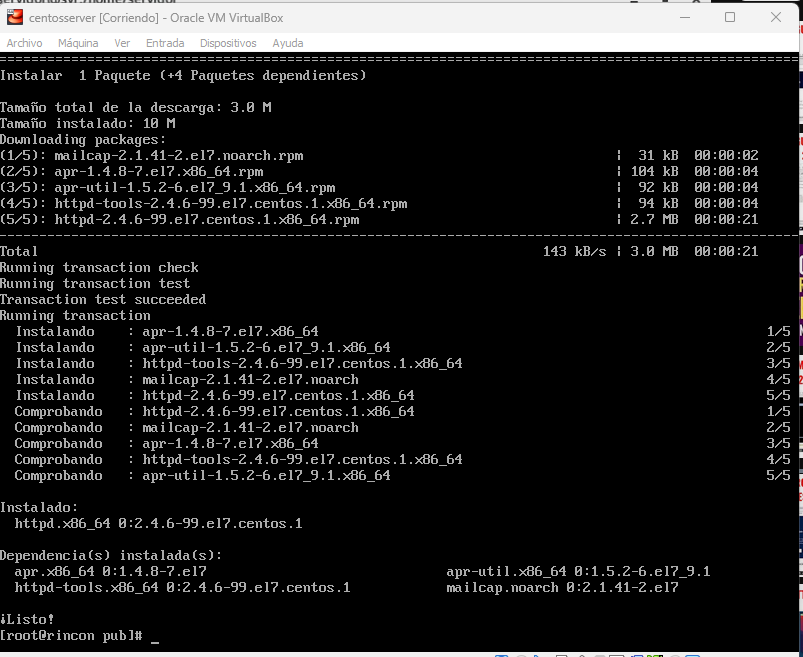 centosserver [Corriendo] - Oracle VM VirtualBox
Archivo Máquina Ver Entrada Dispositivos Ayuda
================================================================================
Instalar  1 Paquete (+4 Paquetes dependientes)
Tamaño total de la descarga: 3.0 M
Tamaño instalado: 10 M
Downloading packages:
(1/5): mailcap-2.1.41-2.el7.noarch.rpm | 31 kB 00:00:02
(2/5): apr-1.4.8-7.el7.x86_64.rpm | 104 kB 00:00:04
(3/5): apr-util-1.5.2-6.el7_9.1.x86_64.rpm | 92 kB 00:00:04
(4/5): httpd-tools-2.4.6-99.el7.centos.1.x86_64.rpm | 94 kB 00:00:04
(5/5): httpd-2.4.6-99.el7.centos.1.x86_64.rpm | 2.7 MB 00:00:21
--------------------------------------------------------------------------------
Total 143 kB/s | 3.0 MB 00:00:21
Running transaction check
Running transaction test
Transaction test succeeded
Running transaction
Instalando : apr-1.4.8-7.el7.x86_64 1/5
Instalando : apr-util-1.5.2-6.el7_9.1.x86_64 2/5
Instalando : httpd-tools-2.4.6-99.el7.centos.1.x86_64 3/5
Instalando : mailcap-2.1.41-2.el7.noarch 4/5
Instalando : httpd-2.4.6-99.el7.centos.1.x86_64 5/5
Comprobando : httpd-2.4.6-99.el7.centos.1.x86_64 1/5
Comprobando : mailcap-2.1.41-2.el7.noarch 2/5
Comprobando : apr-1.4.8-7.el7.x86_64 3/5
Comprobando : httpd-tools-2.4.6-99.el7.centos.1.x86_64 4/5
Comprobando : apr-util-1.5.2-6.el7_9.1.x86_64 5/5
Instalado:
httpd.x86_64 0:2.4.6-99.el7.centos.1
Dependencia(s) instalada(s):
apr.x86_64 0:1.4.8-7.el7 apr-util.x86_64 0:1.5.2-6.el7_9.1
httpd-tools.x86_64 0:2.4.6-99.el7.centos.1 mailcap.noarch 0:2.1.41-2.el7
¡Listo!
[root@rincon pub]# _